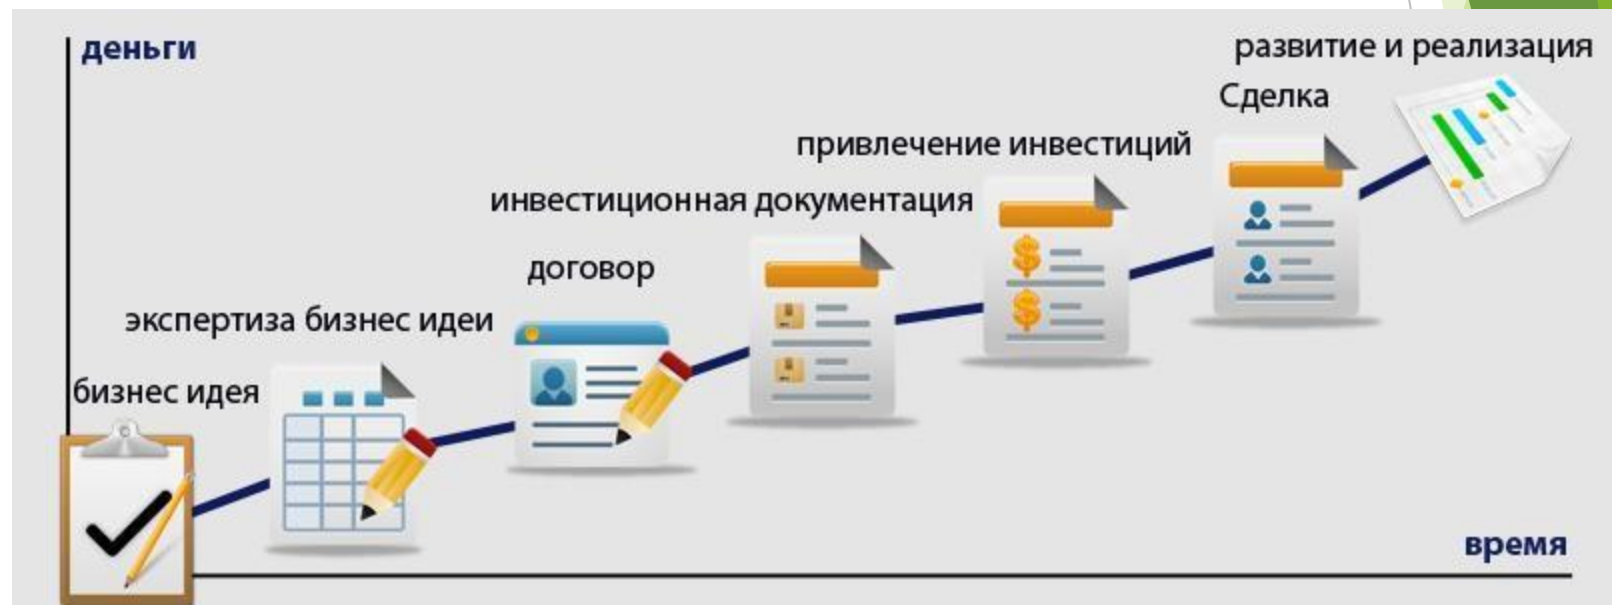 деньги
развитие и реализация
Сделка
привлечение инвестиций
инвестиционная документация
договор
экспертиза бизнес идеи
бизнес идея
время